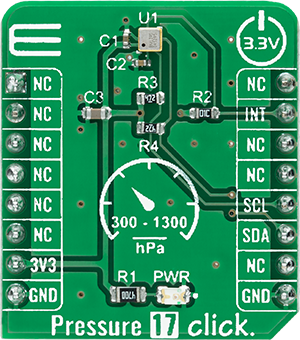 U1
C1
C2
3.3V
NC
NC
NC
NC
NC
NC
3V3
GND
R3
C3
R2
R4
NC
INT
NC
NC
SCL
SDA
NC
GND
300 - 1300
hPa
R1
PWR
Pressure 17 click.